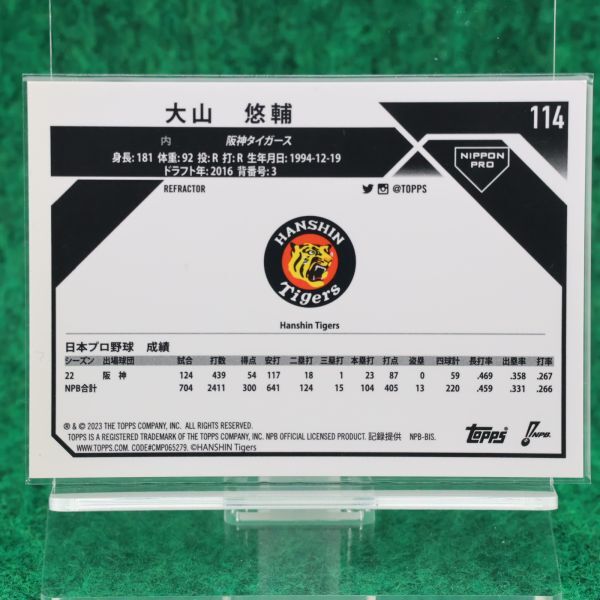 大山 悠輔
114
内 阪神タイガース
身長: 181 体重: 92 投: R 打: R 生年月日: 1994-12-19
ドラフト年: 2016 背番号: 3
NIPPON PRO
REFRACTOR
@TOPPS
HANSHIN Tigers
Hanshin Tigers
日本プロ野球 成績
シーズン 出場球団 試合 打数 得点 安打 二塁打 三塁打 本塁打 打点 盗塁 四球計 長打率 出塁率 打率
22 阪神 124 439 54 117 18 1 23 87 0 59 .469 .358 .267
NPB合計 704 2411 300 641 124 15 104 405 13 220 .459 .331 .266
® & © 2023 THE TOPPS COMPANY, INC. ALL RIGHTS RESERVED.
TOPPS IS A REGISTERED TRADEMARK OF THE TOPPS COMPANY, INC. NPB OFFICIAL LICENSED PRODUCT. 記録提供 NPB-BIS.
WWW.TOPPS.COM. CODE#CMP065279. ©HANSHIN Tigers
Topps
NPB